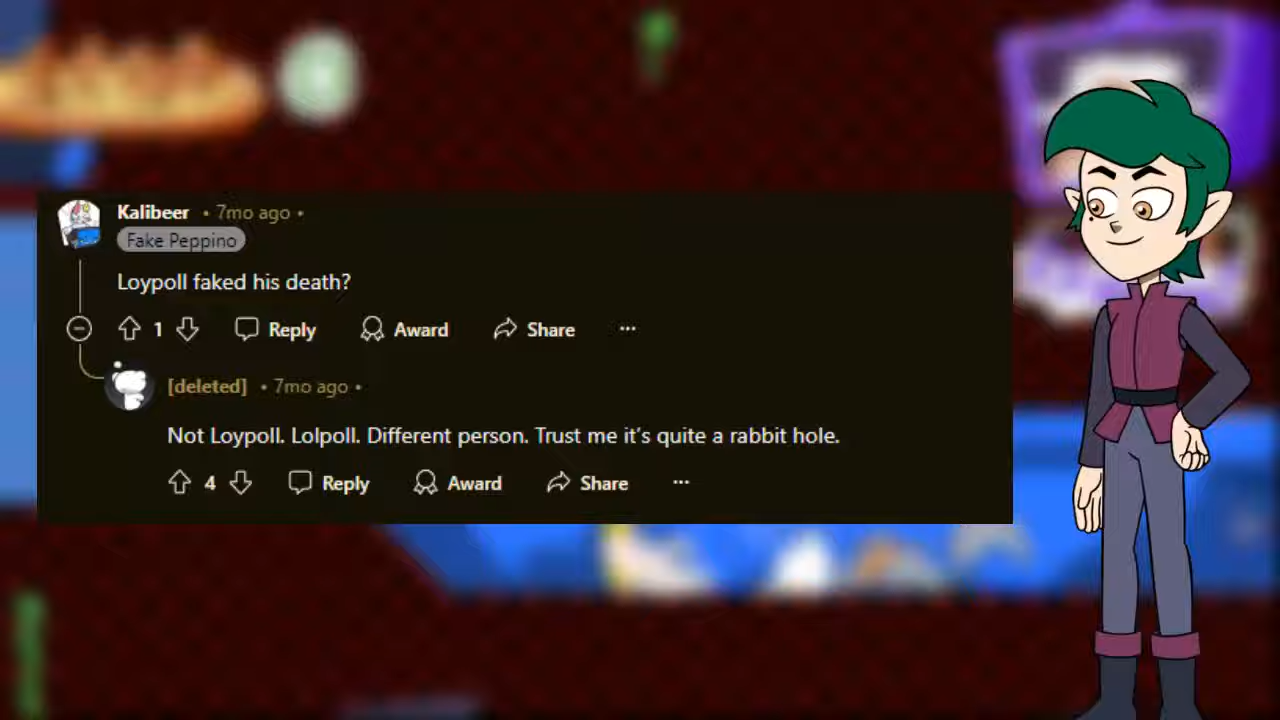 Kalibeer • 7mo ago •
Fake Peppino
Loypoll faked his death?
1 Reply Award Share ...
[deleted] • 7mo ago •
Not Loypoll. Lolpoll. Different person. Trust me it's quite a rabbit hole.
4 Reply Award Share ...